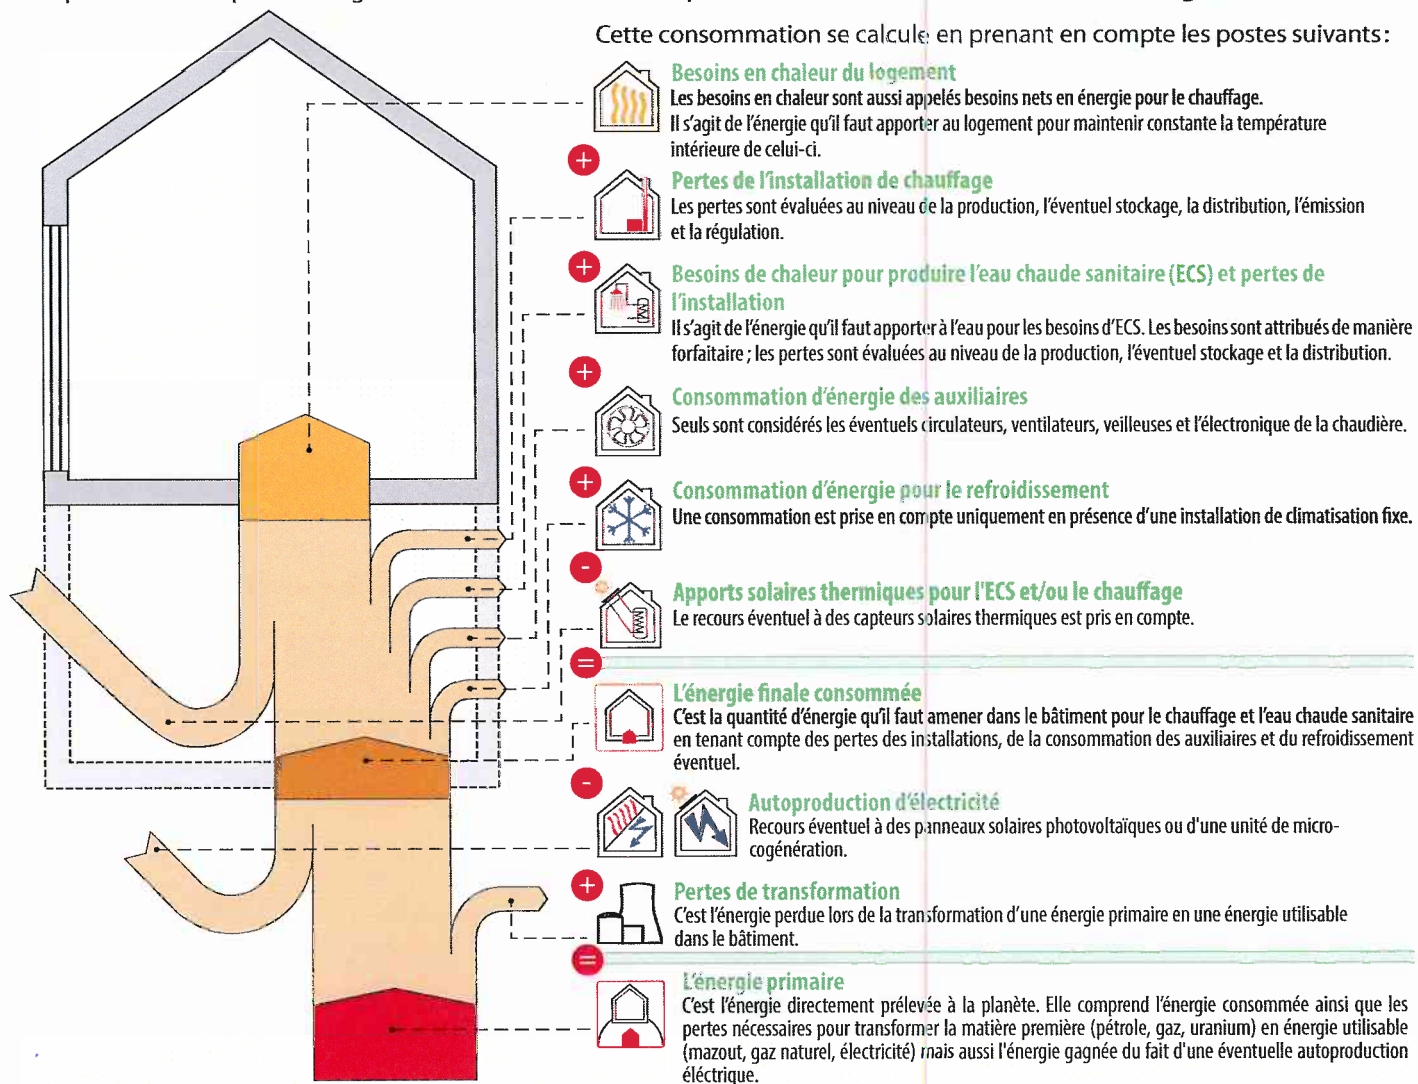 Cette consommation se calcule en prenant en compte les postes suivants :
Besoins en chaleur du logement
Les besoins en chaleur sont aussi appelés besoins nets en énergie pour le chauffage.
Il s'agit de l'énergie qu'il faut apporter au logement pour maintenir constante la température
intérieure de celui-ci.
+
Pertes de l'installation de chauffage
Les pertes sont évaluées au niveau de la production, l'éventuel stockage, la distribution, l'émission
et la régulation.
+
Besoins de chaleur pour produire l'eau chaude sanitaire (ECS) et pertes de
l'installation
Il s'agit de l'énergie qu'il faut apporter à l'eau pour les besoins d'ECS. Les besoins sont attribués de manière
forfaitaire ; les pertes sont évaluées au niveau de la production, l'éventuel stockage et la distribution.
+
Consommation d'énergie des auxiliaires
Seuls sont considérés les éventuels circulateurs, ventilateurs, veilleuses et l'électronique de la chaudière.
+
Consommation d'énergie pour le refroidissement
Une consommation est prise en compte uniquement en présence d'une installation de climatisation fixe.
-
Apports solaires thermiques pour l'ECS et/ou le chauffage
Le recours éventuel à des capteurs solaires thermiques est pris en compte.
=
L'énergie finale consommée
C'est la quantité d'énergie qu'il faut amener dans le bâtiment pour le chauffage et l'eau chaude sanitaire
en tenant compte des pertes des installations, de la consommation des auxiliaires et du refroidissement
éventuel.
-
Autoproduction d'électricité
Recours éventuel à des panneaux solaires photovoltaïques ou d'une unité de micro-
cogénération.
+
Pertes de transformation
C'est l'énergie perdue lors de la transformation d'une énergie primaire en une énergie utilisable
dans le bâtiment.
=
L'énergie primaire
C'est l'énergie directement prélevée à la planète. Elle comprend l'énergie consommée ainsi que les
pertes nécessaires pour transformer la matière première (pétrole, gaz, uranium) en énergie utilisable
(mazout, gaz naturel, électricité) mais aussi l'énergie gagnée du fait d'une éventuelle autoproduction
éléctrique.